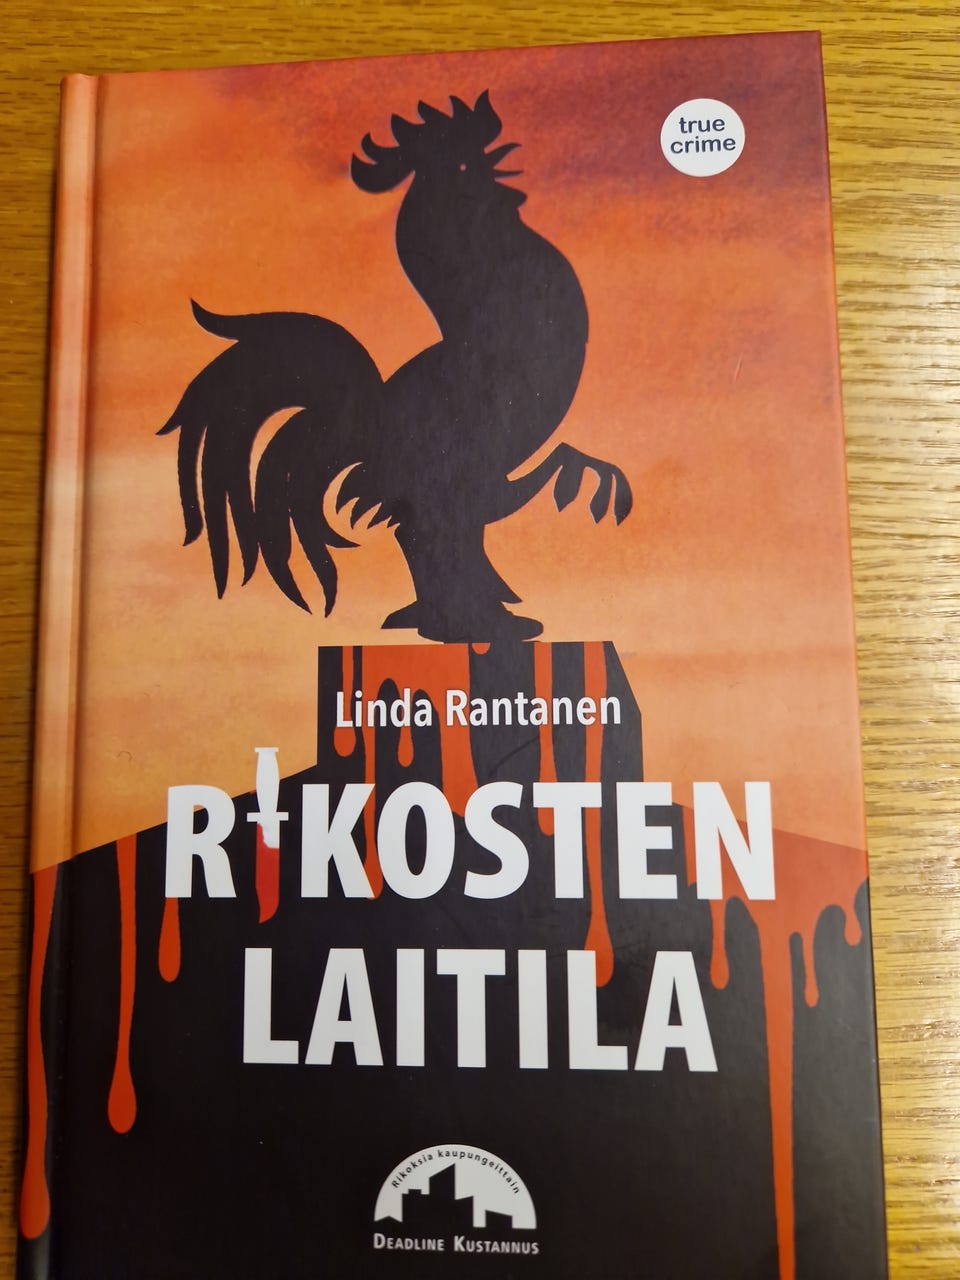 true
crime
Linda Rantanen
RIKOSTEN
LAITILA
Rikoksia kaupungeittain
DEADLINE KUSTANNUS